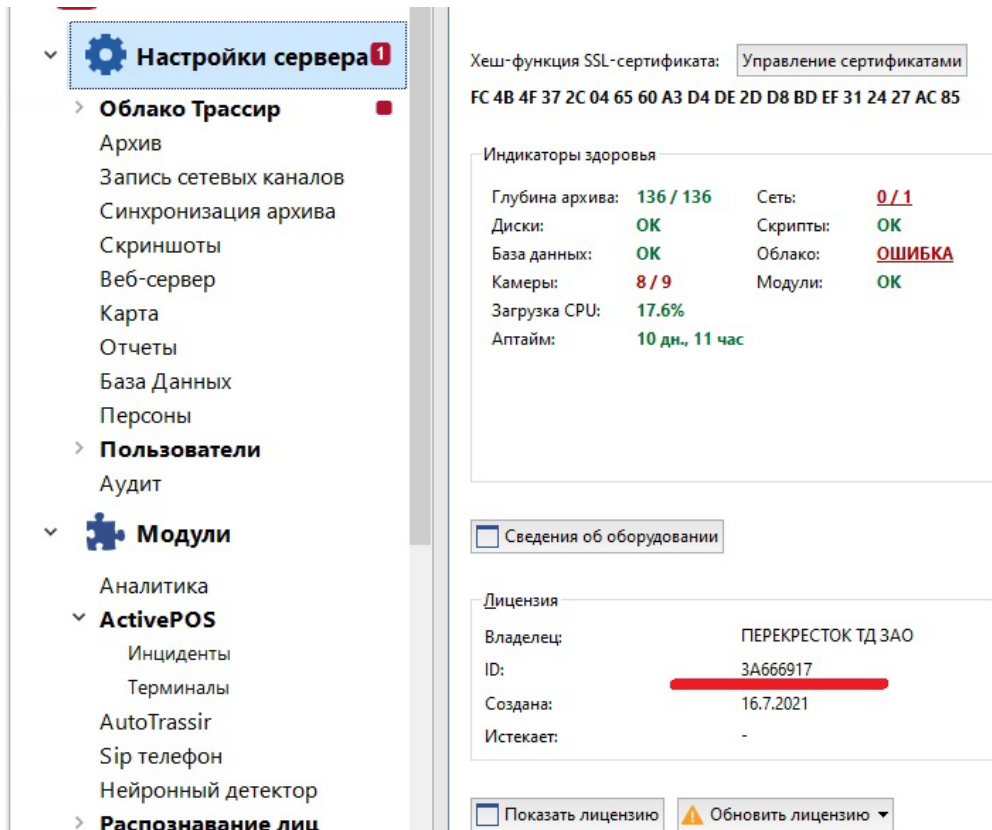 Настройки сервера 1
Облако Трассир
Архив
Запись сетевых каналов
Синхронизация архива
Скриншоты
Веб-сервер
Карта
Отчеты
База Данных
Персоны
Пользователи
Аудит
Модули
Аналитика
ActivePOS
Инциденты
Терминалы
AutoTrassir
Sip телефон
Нейронный детектор
Распознавание лиц
Хеш-функция SSL-сертификата: Управление сертификатами
FC 4B 4F 37 2C 04 65 60 A3 D4 DE 2D D8 BD EF 31 24 27 AC 85
Индикаторы здоровья
Глубина архива: 136 / 136 Сеть: 0 / 1
Диски: OK Скрипты: OK
База данных: OK Облако: ОШИБКА
Камеры: 8 / 9 Модули: OK
Загрузка CPU: 17.6%
Аптайм: 10 дн., 11 час
Сведения об оборудовании
Лицензия
Владелец: ПЕРЕКРЕСТОК ТД ЗАО
ID: 3A666917
Создана: 16.7.2021
Истекает: -
Показать лицензию Обновить лицензию